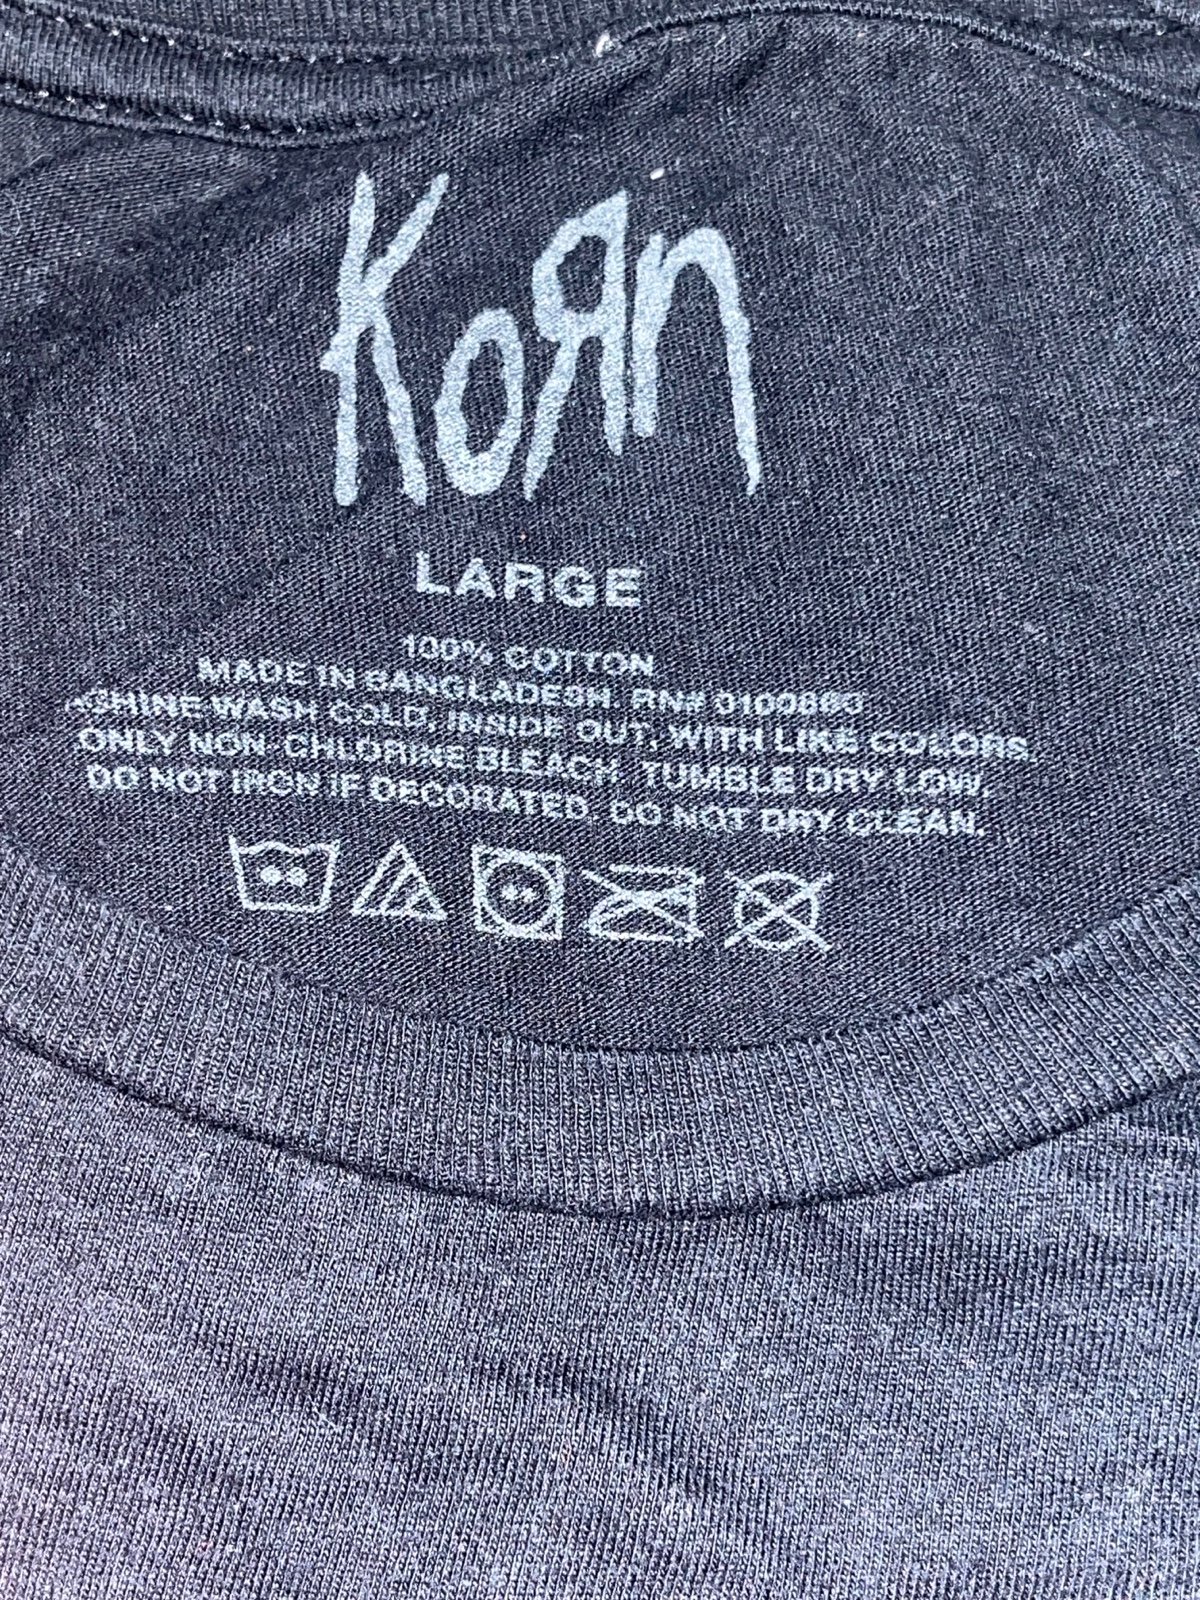 KoЯn
LARGE
100% COTTON
MADE IN BANGLADESH. RN#
WASH COLD, INSIDE OUT, WITH LIKE COLORS.
ONLY NON-CHLORINE BLEACH. TUMBLE DRY LOW.
DO NOT IRON IF DECORATED. DO NOT DRY CLEAN.